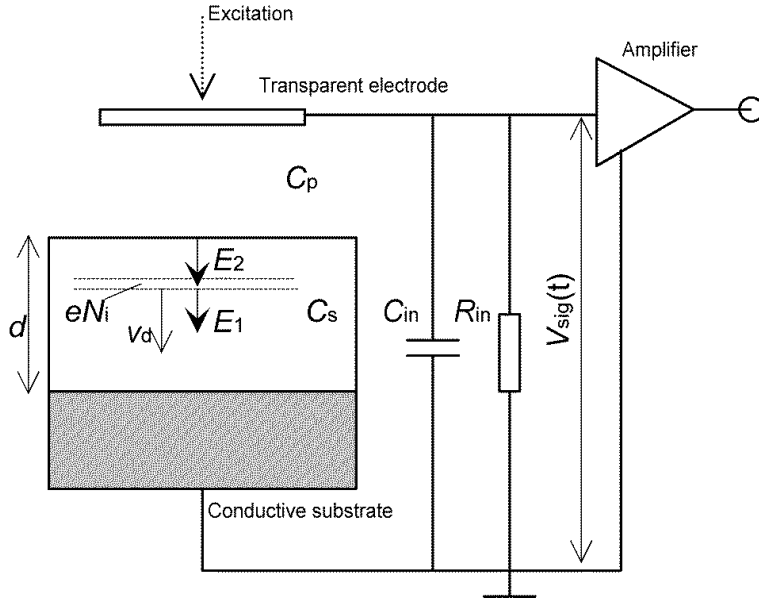 Excitation
Amplifier
Transparent electrode
Cp
E2
eNi
E1
Cs
d
vd
Cin
Rin
Vsig(t)
Conductive substrate